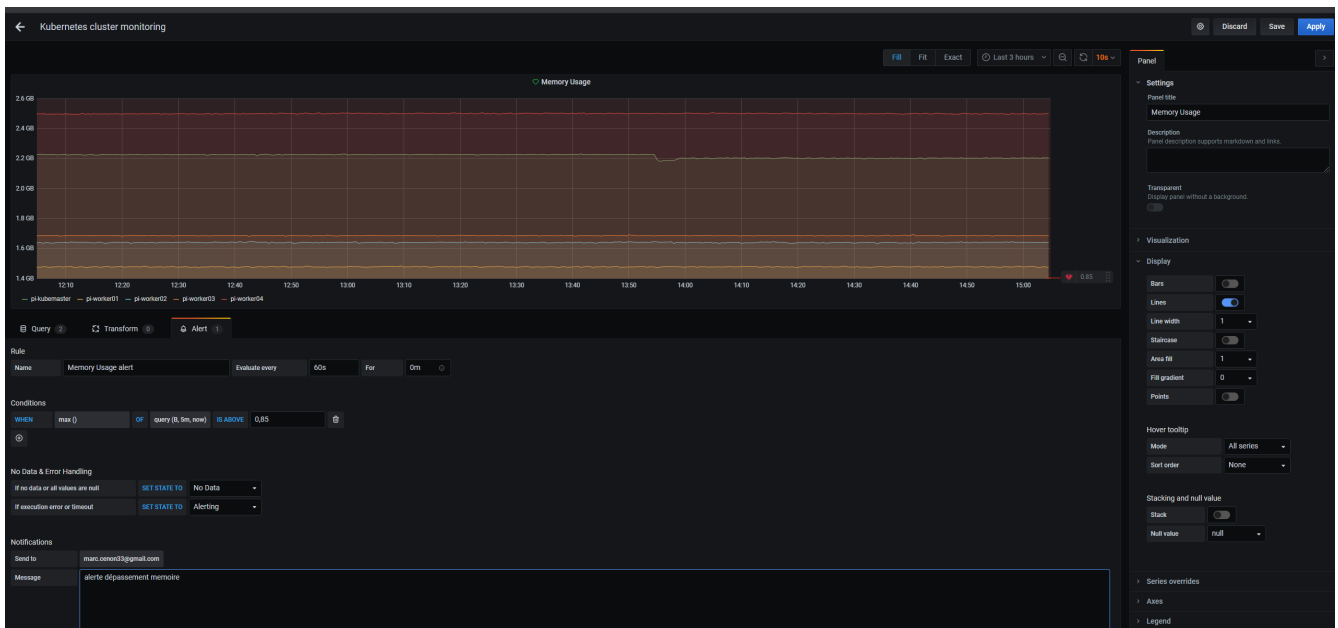 Kubernetes cluster monitoring
Discard Save Apply
Fill Fit Exact Last 3 hours 10s
Panel
Memory Usage
2.6 GB
2.4 GB
2.2 GB
2.0 GB
1.8 GB
1.6 GB
1.4 GB
12:10 12:20 12:30 12:40 12:50 13:00 13:10 13:20 13:30 13:40 13:50 14:00 14:10 14:20 14:30 14:40 14:50 15:00
0.85
pi-kubemaster pi-worker01 pi-worker02 pi-worker03 pi-worker04
Query 2 Transform 0 Alert 1
Rule
Name Memory Usage alert Evaluate every 60s For 0m
Conditions
WHEN max () OF query (B, 5m, now) IS ABOVE 0,85
No Data & Error Handling
If no data or all values are null SET STATE TO No Data
If execution error or timeout SET STATE TO Alerting
Notifications
Send to marc.cenon33@gmail.com
Message alerte dépassement memoire
Settings
Panel title
Memory Usage
Description
Panel description supports markdown and links.
Transparent
Display panel without a background.
Visualization
Display
Bars
Lines
Line width 1
Staircase
Area fill 1
Fill gradient 0
Points
Hover tooltip
Mode All series
Sort order None
Stacking and null value
Stack
Null value null
Series overrides
Axes
Legend